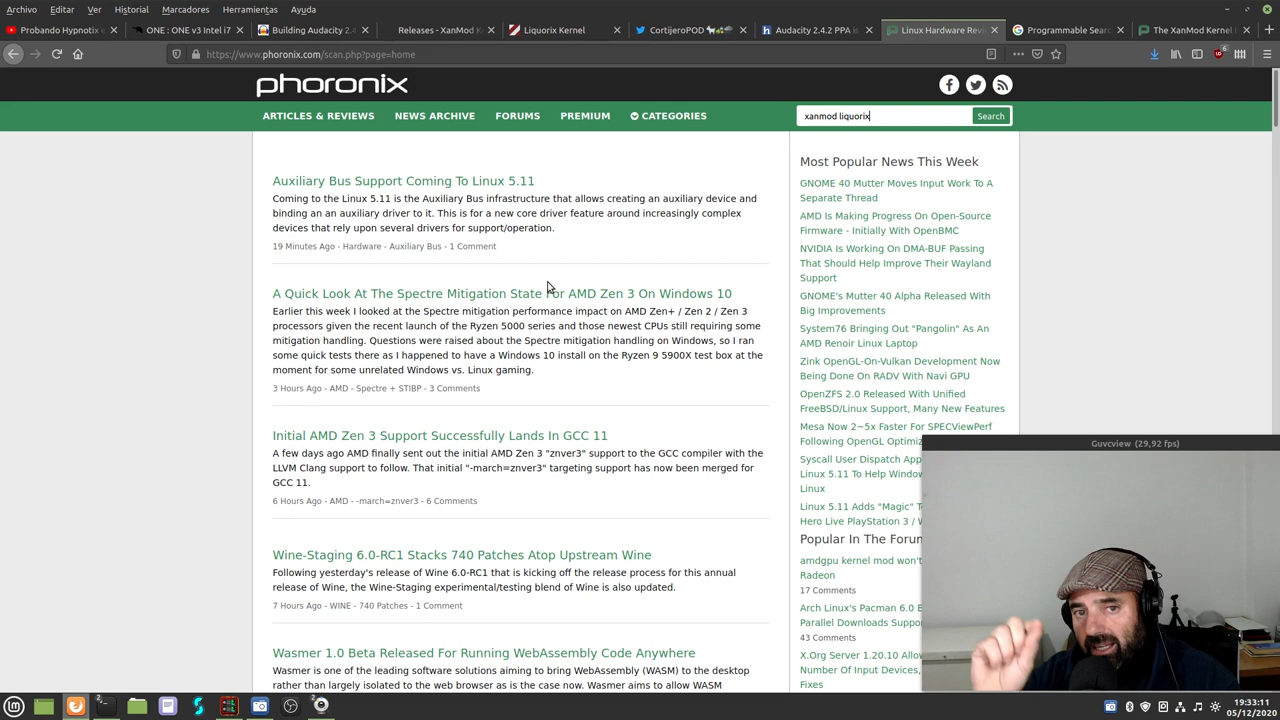 Archivo Editar Ver Historial Marcadores Herramientas Ayuda
Probando Hypnotix e
ONE : ONE v3 Intel i7
Building Audacity 2.4
Releases - XanMod K
Liquorix Kernel
CortijeroPOD
Audacity 2.4.2 PPA is
Linux Hardware Revi
Programmable Searc
The XanMod Kernel I
https://www.phoronix.com/scan.php?page=home
6
phoronix
ARTICLES & REVIEWS NEWS ARCHIVE FORUMS PREMIUM CATEGORIES
xanmod liquorix
Search
Auxiliary Bus Support Coming To Linux 5.11
Coming to the Linux 5.11 is the Auxiliary Bus infrastructure that allows creating an auxiliary device and
binding an an auxiliary driver to it. This is for a new core driver feature around increasingly complex
devices that rely upon several drivers for support/operation.
19 Minutes Ago - Hardware - Auxiliary Bus - 1 Comment
A Quick Look At The Spectre Mitigation State For AMD Zen 3 On Windows 10
Earlier this week I looked at the Spectre mitigation performance impact on AMD Zen+ / Zen 2 / Zen 3
processors given the recent launch of the Ryzen 5000 series and those newest CPUs still requiring some
mitigation handling. Questions were raised about the Spectre mitigation handling on Windows, so I ran
some quick tests there as I happened to have a Windows 10 install on the Ryzen 9 5900X test box at the
moment for some unrelated Windows vs. Linux gaming.
3 Hours Ago - AMD - Spectre + STIBP - 3 Comments
Initial AMD Zen 3 Support Successfully Lands In GCC 11
A few days ago AMD finally sent out the initial AMD Zen 3 "znver3" support to the GCC compiler with the
LLVM Clang support to follow. That initial "-march=znver3" targeting support has now been merged for
GCC 11.
6 Hours Ago - AMD - -march=znver3 - 6 Comments
Wine-Staging 6.0-RC1 Stacks 740 Patches Atop Upstream Wine
Following yesterday's release of Wine 6.0-RC1 that is kicking off the release process for this annual
release of Wine, the Wine-Staging experimental/testing blend of Wine is also updated.
7 Hours Ago - WINE - 740 Patches - 1 Comment
Wasmer 1.0 Beta Released For Running WebAssembly Code Anywhere
Wasmer is one of the leading software solutions aiming to bring WebAssembly (WASM) to the desktop
rather than largely isolated to the web browser as is the case now. Wasmer aims to allow WASM
Most Popular News This Week
GNOME 40 Mutter Moves Input Work To A
Separate Thread
AMD Is Making Progress On Open-Source
Firmware - Initially With OpenBMC
NVIDIA Is Working On DMA-BUF Passing
That Should Help Improve Their Wayland
Support
GNOME's Mutter 40 Alpha Released With
Big Improvements
System76 Bringing Out "Pangolin" As An
AMD Renoir Linux Laptop
Zink OpenGL-On-Vulkan Development Now
Being Done On RADV With Navi GPU
OpenZFS 2.0 Released With Unified
FreeBSD/Linux Support, Many New Features
Mesa Now 2~5x Faster For SPECViewPerf
Following OpenGL Optimiz
Syscall User Dispatch App
Linux 5.11 To Help Window
Linux
Linux 5.11 Adds "Magic" T
Hero Live PlayStation 3 / W
Popular In The Forum
amdgpu kernel mod won't
Radeon
17 Comments
Arch Linux's Pacman 6.0 B
Parallel Downloads Suppor
43 Comments
X.Org Server 1.20.10 Allow
Number Of Input Devices,
Fixes
Guvcview (29,92 fps)
19:33:11
05/12/2020